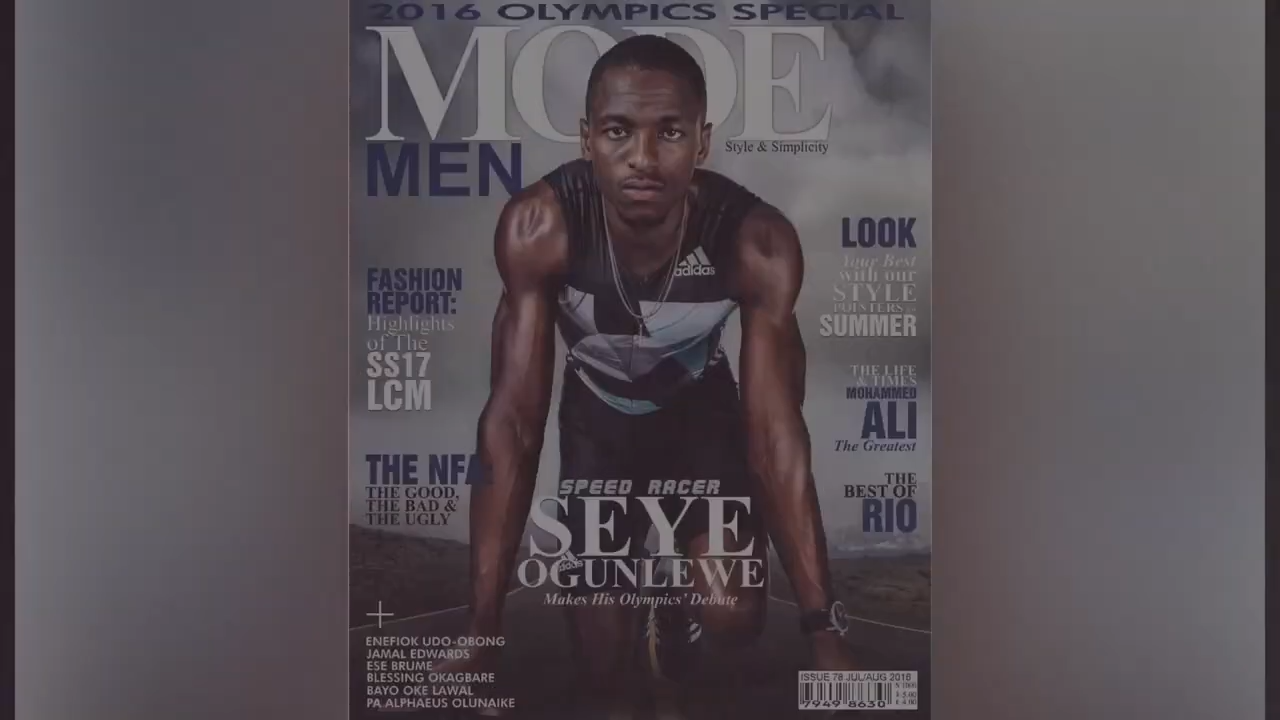 2016 OLYMPICS SPECIAL
MODE
MEN
Style & Simplicity
FASHION
REPORT:
Highlights
of The
SS17
LCM
THE NFA
THE GOOD,
THE BAD &
THE UGLY
LOOK
Your Best
with our
STYLE
POINTERS
SUMMER
THE LIFE
& TIMES
MOHAMMED
ALI
The Greatest
THE
BEST OF
RIO
adidas
SPEED RACER
SEYE
OGUNLEWE
adidas
Makes His Olympics' Debute
ENEFIOK UDO-OBONG
JAMAL EDWARDS
ESE BRUME
BLESSING OKAGBARE
BAYO OKE LAWAL
PA ALPHAEUS OLUNAIKE
ISSUE 78 JUL/AUG 2016
7949 8630